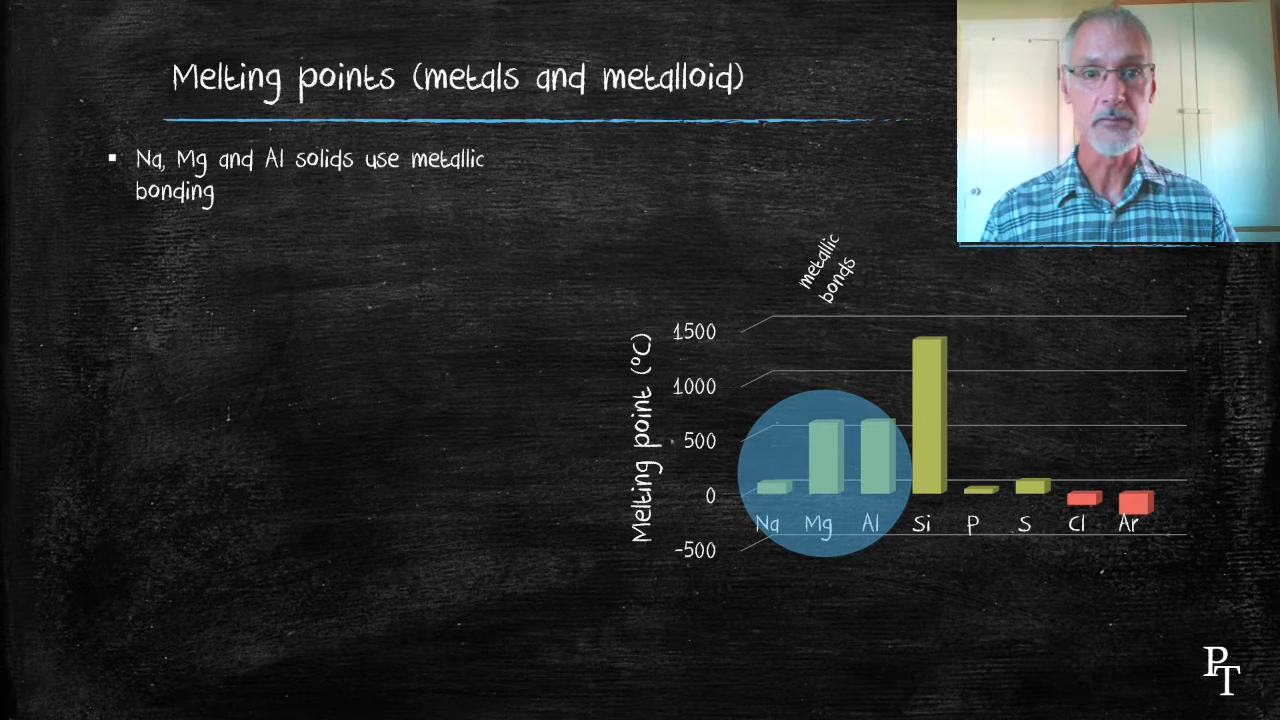 Melting points (metals and metalloid)
▪ Na, Mg and Al solids use metallic
bonding
metallic
bonds
Melting point (°C)
1500
1000
500
0
-500
Na Mg Al Si P S Cl Ar
PT